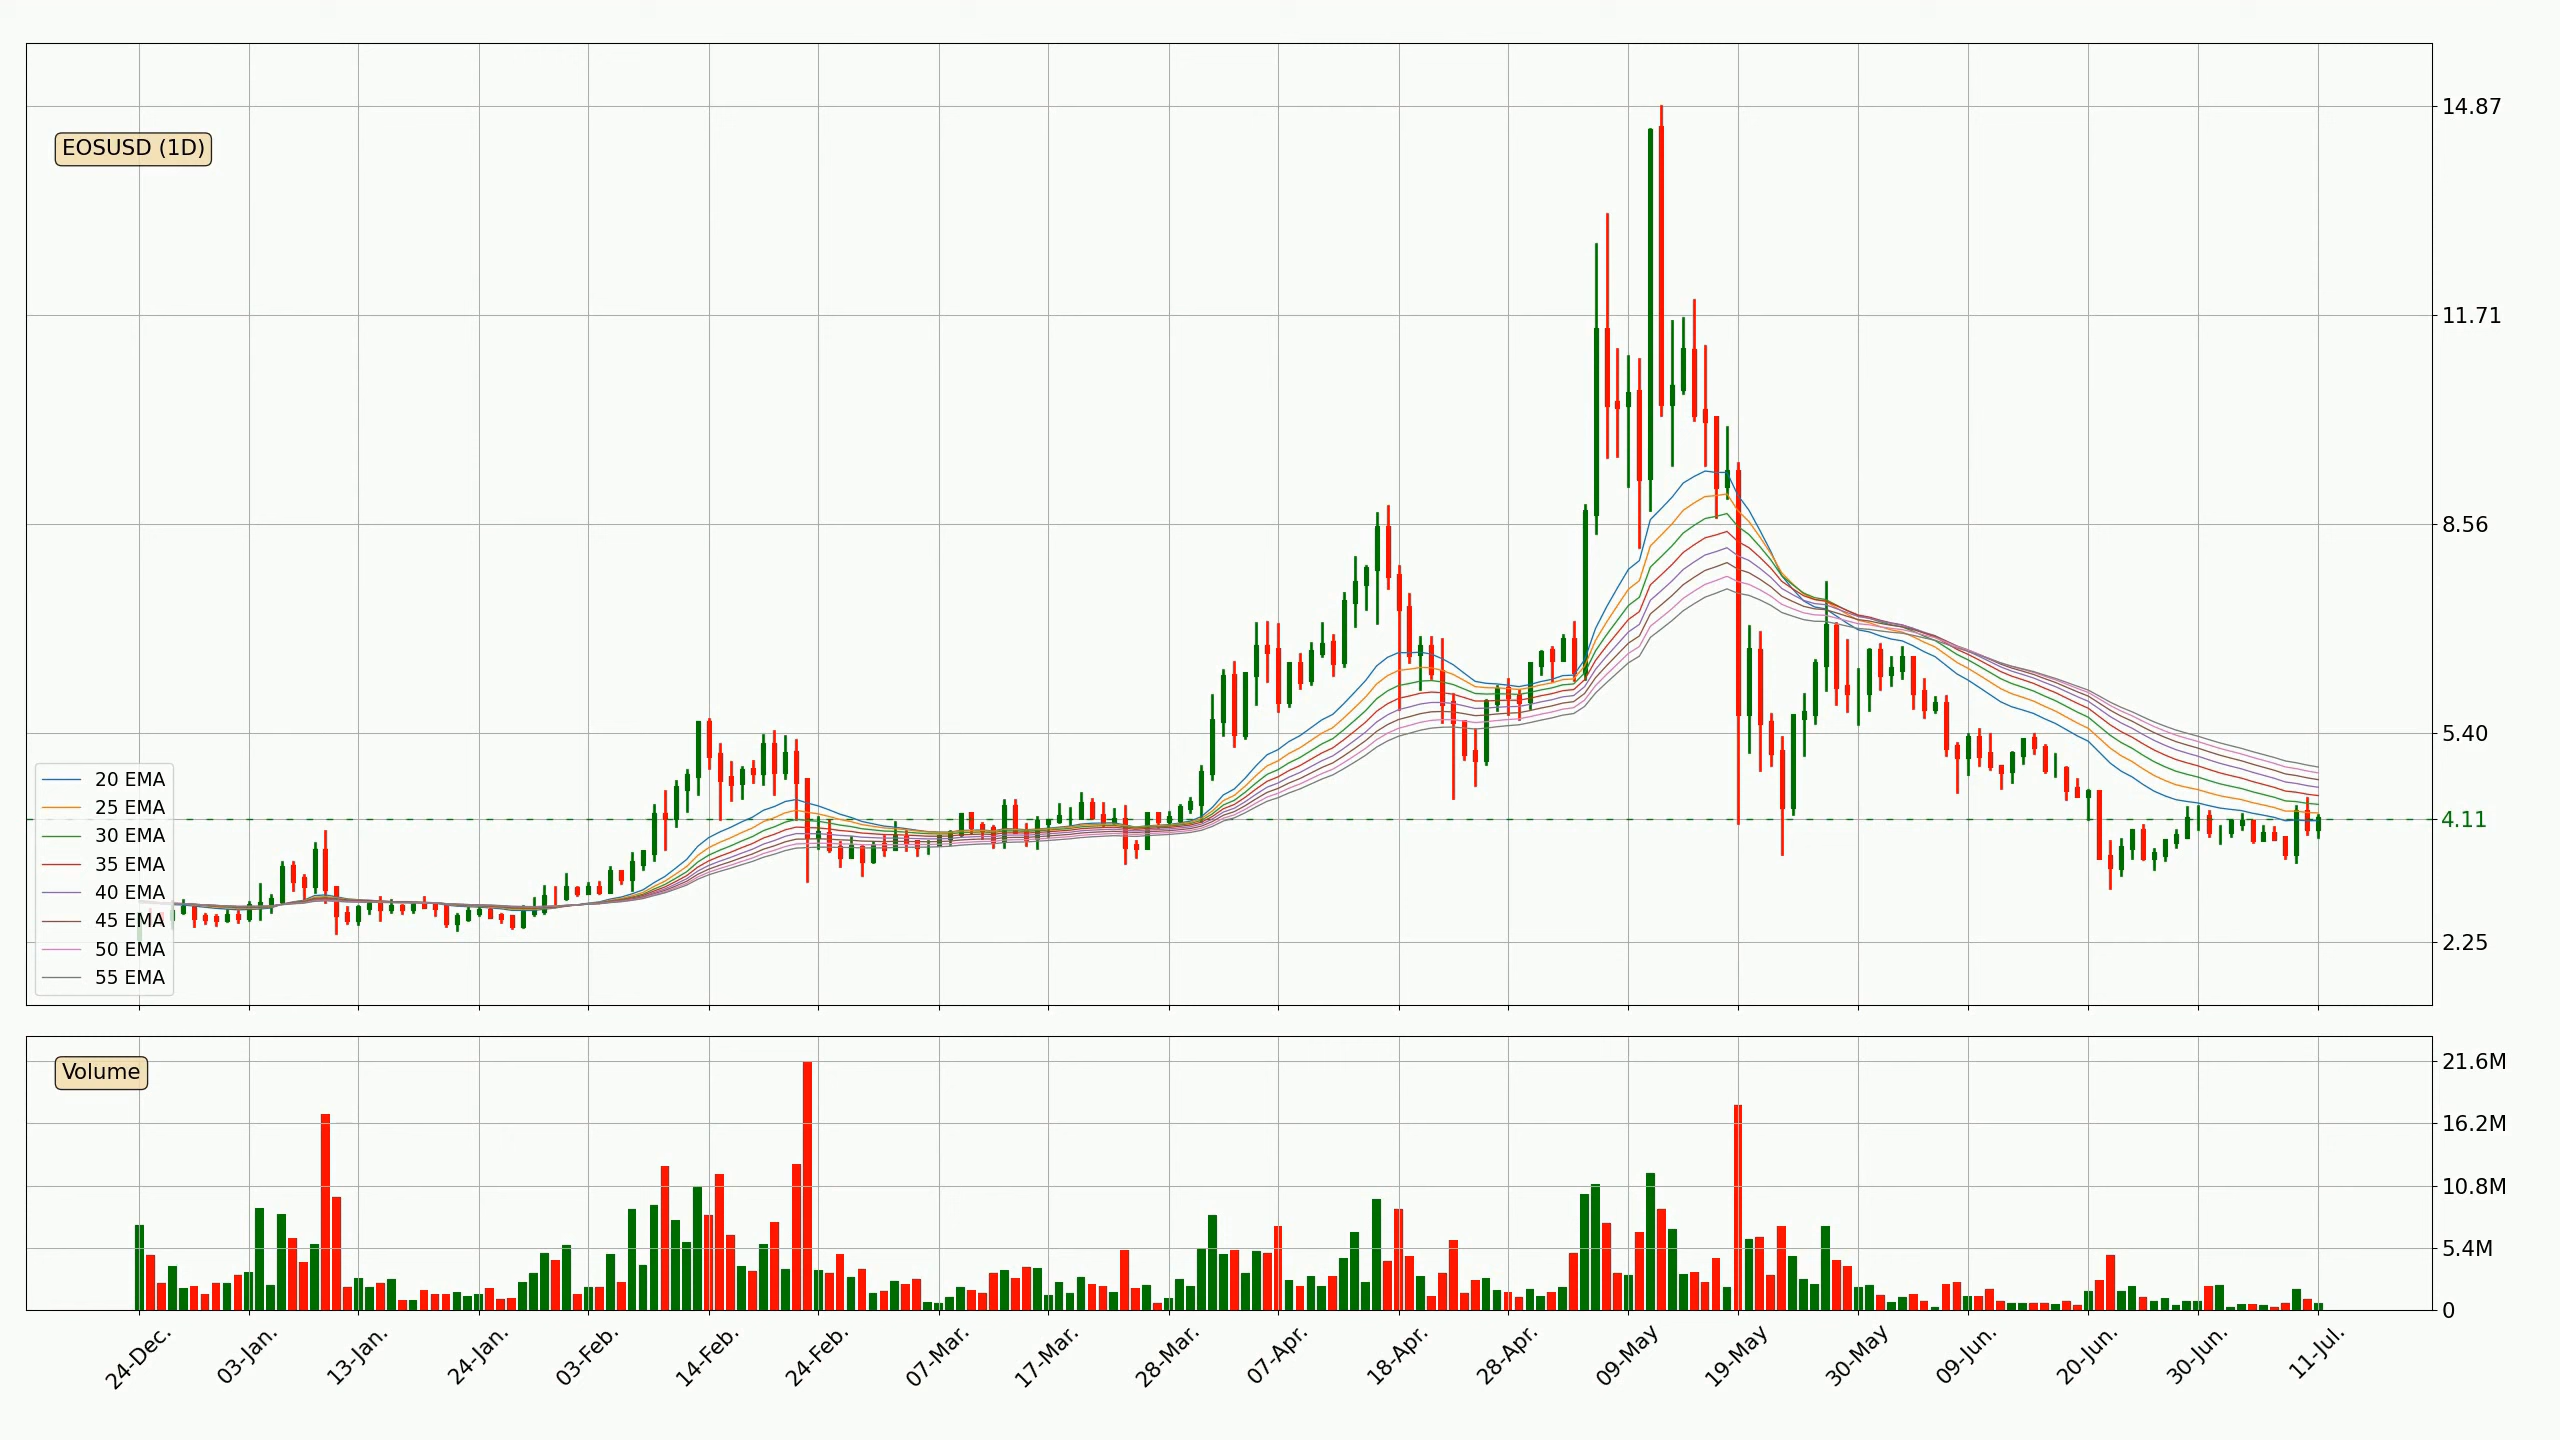 EOSUSD (1D)
14.87
11.71
8.56
5.40
4.11
2.25
20 EMA
25 EMA
30 EMA
35 EMA
40 EMA
45 EMA
50 EMA
55 EMA
Volume
21.6M
16.2M
10.8M
5.4M
0
24-Dec.
03-Jan.
13-Jan.
24-Jan.
03-Feb.
14-Feb.
24-Feb.
07-Mar.
17-Mar.
28-Mar.
07-Apr.
18-Apr.
28-Apr.
09-May
19-May
30-May
09-Jun.
20-Jun.
30-Jun.
11-Jul.